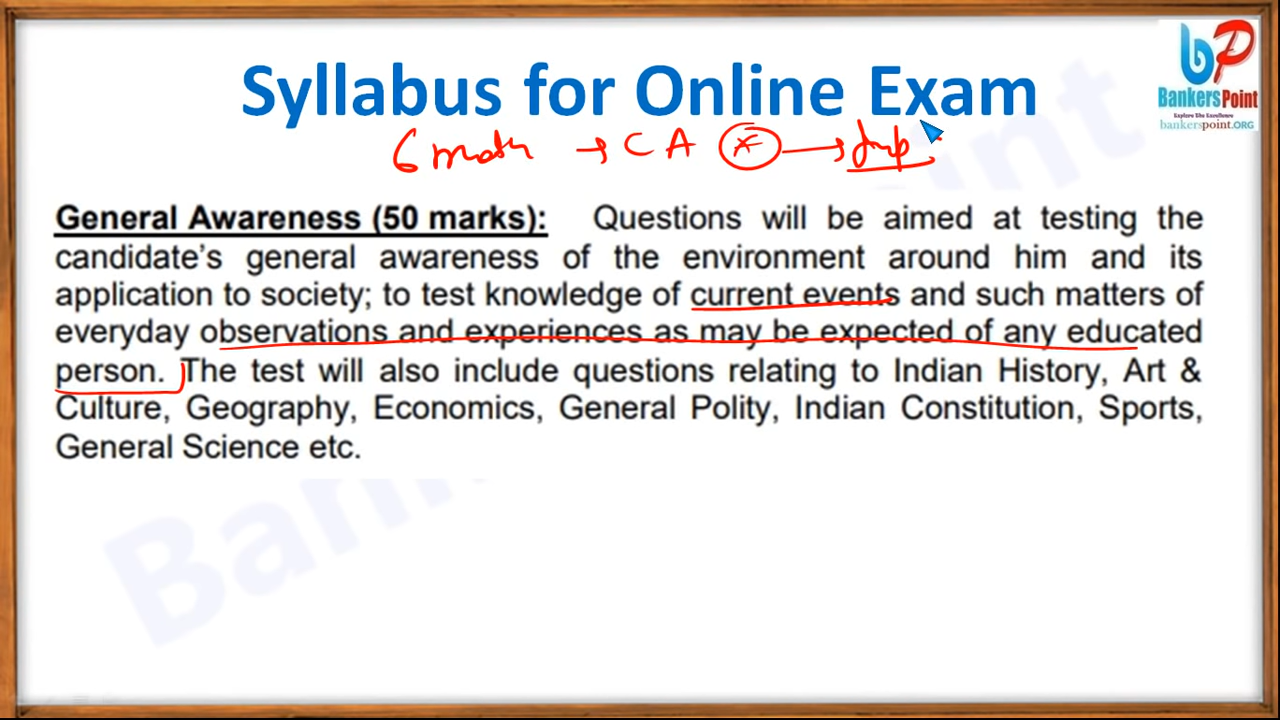 Syllabus for Online Exam
bP
BankersPoint
Explore The Excellence
bankerspoint.ORG
6 month → CA * → Imp
General Awareness (50 marks): Questions will be aimed at testing the
candidate's general awareness of the environment around him and its
application to society; to test knowledge of current events and such matters of
everyday observations and experiences as may be expected of any educated
person. The test will also include questions relating to Indian History, Art &
Culture, Geography, Economics, General Polity, Indian Constitution, Sports,
General Science etc.